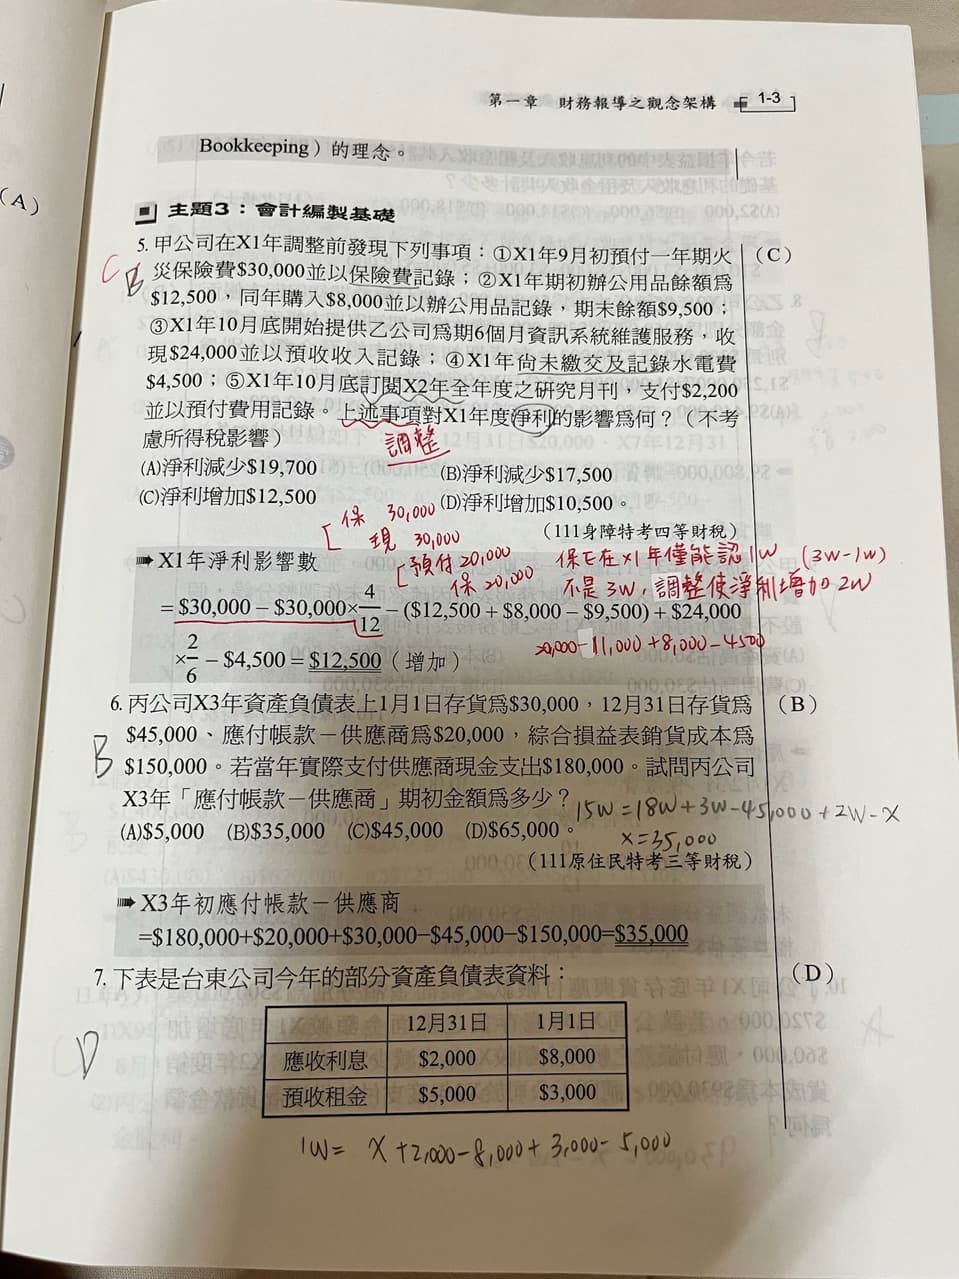 第一章 財務報導之觀念架構 1-3
Bookkeeping）的理念。
(A)
主題3：會計編製基礎
5. 甲公司在X1年調整前發現下列事項：①X1年9月初預付一年期火 (C)
C B 災保險費$30,000並以保險費記錄；②X1年期初辦公用品餘額為
$12,500，同年購入$8,000並以辦公用品記錄，期末餘額$9,500；
③X1年10月底開始提供乙公司為期6個月資訊系統維護服務，收
現$24,000並以預收收入記錄；④X1年尚未繳交及記錄水電費
$4,500；⑤X1年10月底訂閱X2年全年度之研究月刊，支付$2,200
並以預付費用記錄。上述事項對X1年度淨利的影響為何？（不考
慮所得稅影響）
調整
(A)淨利減少$19,700 (B)淨利減少$17,500
(C)淨利增加$12,500 (D)淨利增加$10,500。
保 30,000
(111身障特考四等財稅)
現 30,000
➠ X1年淨利影響數
預付 20,000 保E在X1年僅能認1W (3W-1W)
保 20,000 不是3W，調整使淨利增加2W
= $30,000 − $30,000×4/12 − ($12,500 + $8,000 − $9,500) + $24,000
20,000-11,000+8,000-4500
×2/6 − $4,500 = $12,500（增加）
6. 丙公司X3年資產負債表上1月1日存貨為$30,000，12月31日存貨為 (B)
B $45,000、應付帳款－供應商為$20,000，綜合損益表銷貨成本為
$150,000。若當年實際支付供應商現金支出$180,000。試問丙公司
X3年「應付帳款－供應商」期初金額為多少？
15W=18W+3W-45,000+2W-X
(A)$5,000 (B)$35,000 (C)$45,000 (D)$65,000。
X=35,000
(111原住民特考三等財稅)
➠ X3年初應付帳款－供應商
=$180,000+$20,000+$30,000−$45,000−$150,000=$35,000
7. 下表是台東公司今年的部分資產負債表資料： (D)
D
12月31日 1月1日
應收利息 $2,000 $8,000
預收租金 $5,000 $3,000
1W= X+2,000-8,000+3,000-5,000